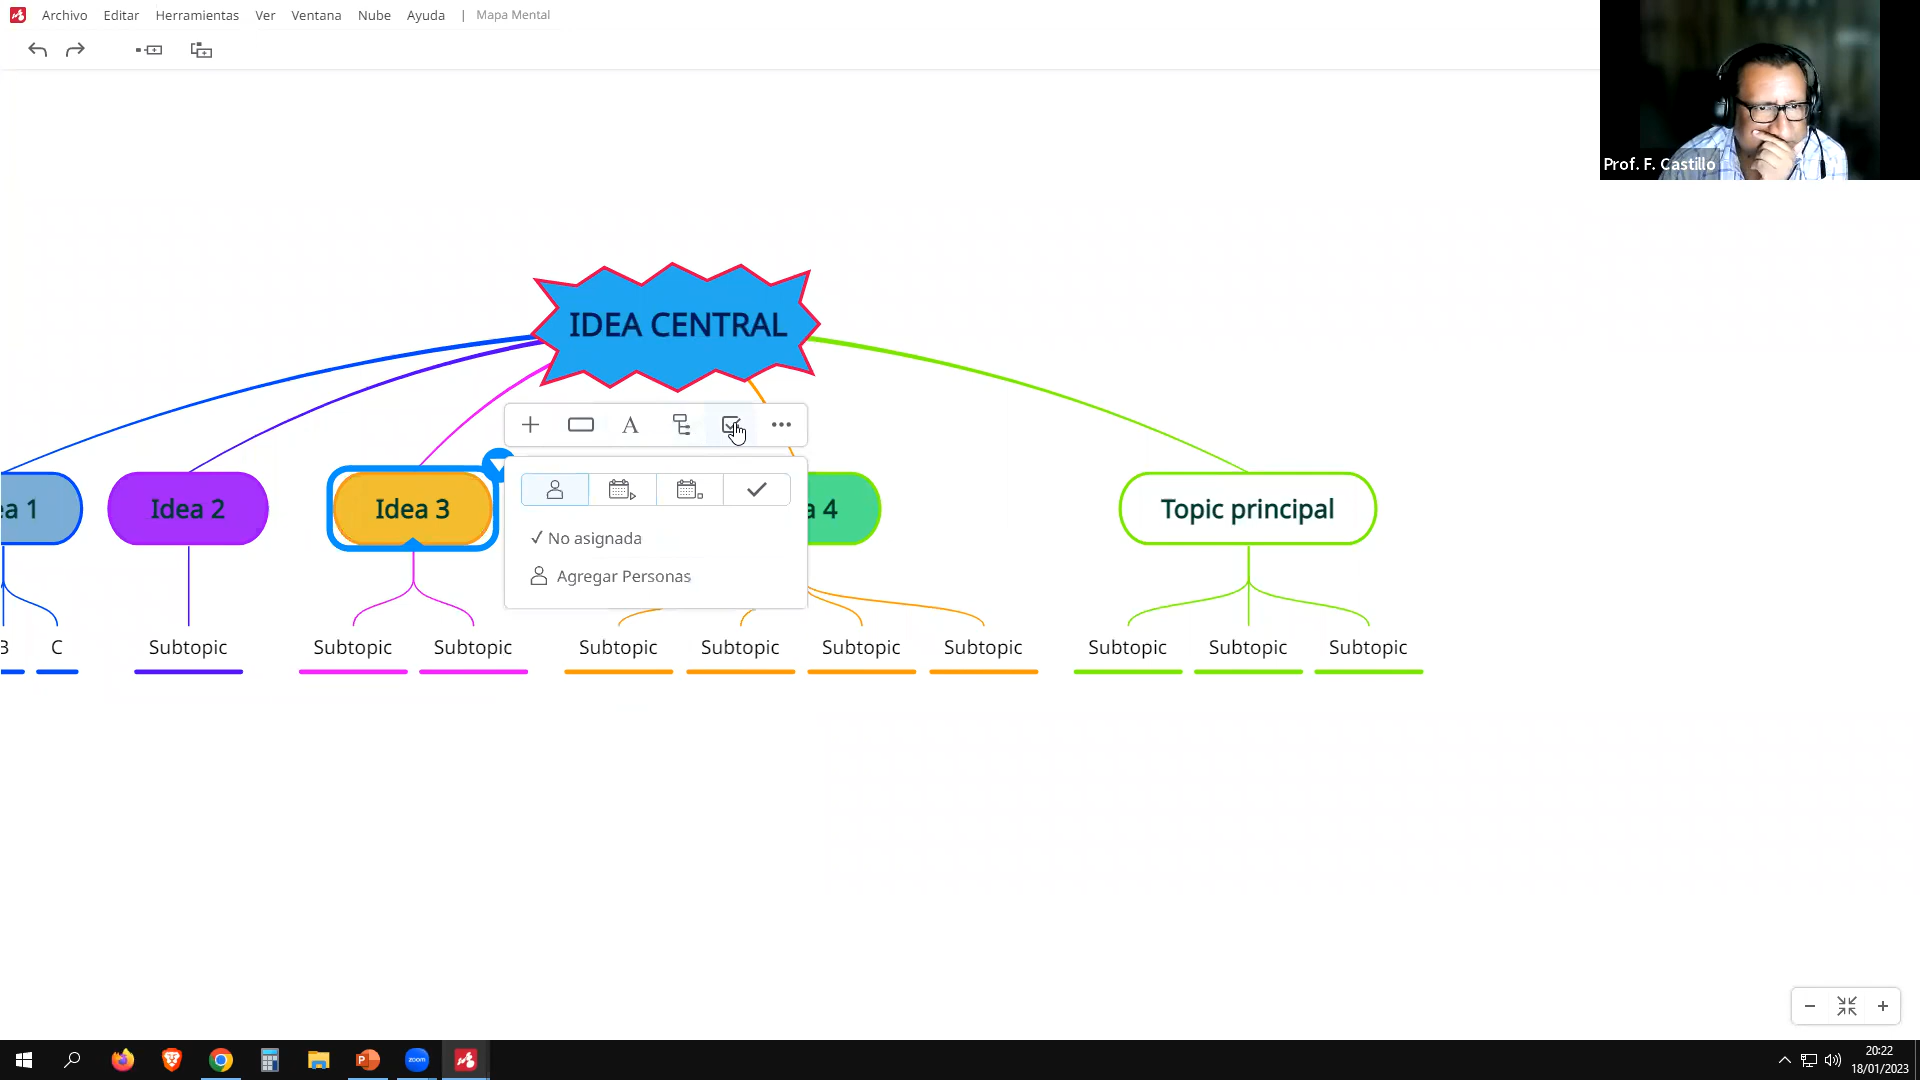 Archivo Editar Herramientas Ver Ventana Nube Ayuda | Mapa Mental
Prof. F. Castillo
IDEA CENTRAL
A
a 1
Idea 2
Idea 3
a 4
Topic principal
✓ No asignada
Agregar Personas
C
Subtopic
Subtopic
Subtopic
Subtopic
Subtopic
Subtopic
Subtopic
Subtopic
Subtopic
Subtopic
zoom
20:22
18/01/2023